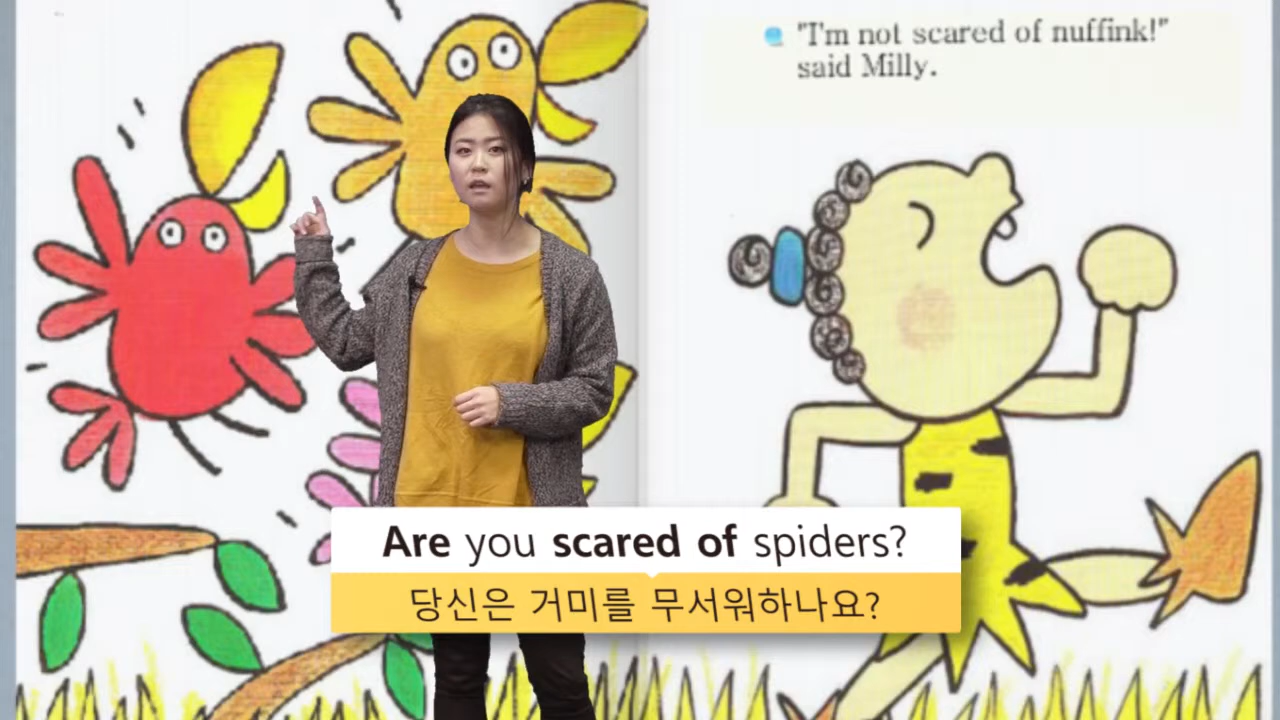 "I'm not scared of nuffink!"
said Milly.
Are you scared of spiders?
당신은 거미를 무서워하나요?